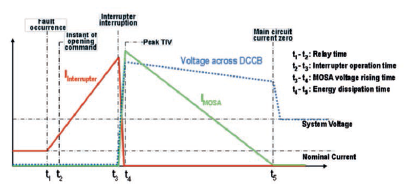 Fault
occurrence
Instant of
opening
command
Interrupter
interruption
Peak TIV
Main circuit
current zero
Voltage across DCCB
I Interrupter
I MOSA
t₁- t₂: Relay time
t₂- t₃: Interrupter operation time
t₃- t₄: MOSA voltage rising time
t₄ - t₅: Energy dissipation time
System Voltage
Nominal Current
t₁
t₂
t₃
t₄
t₅